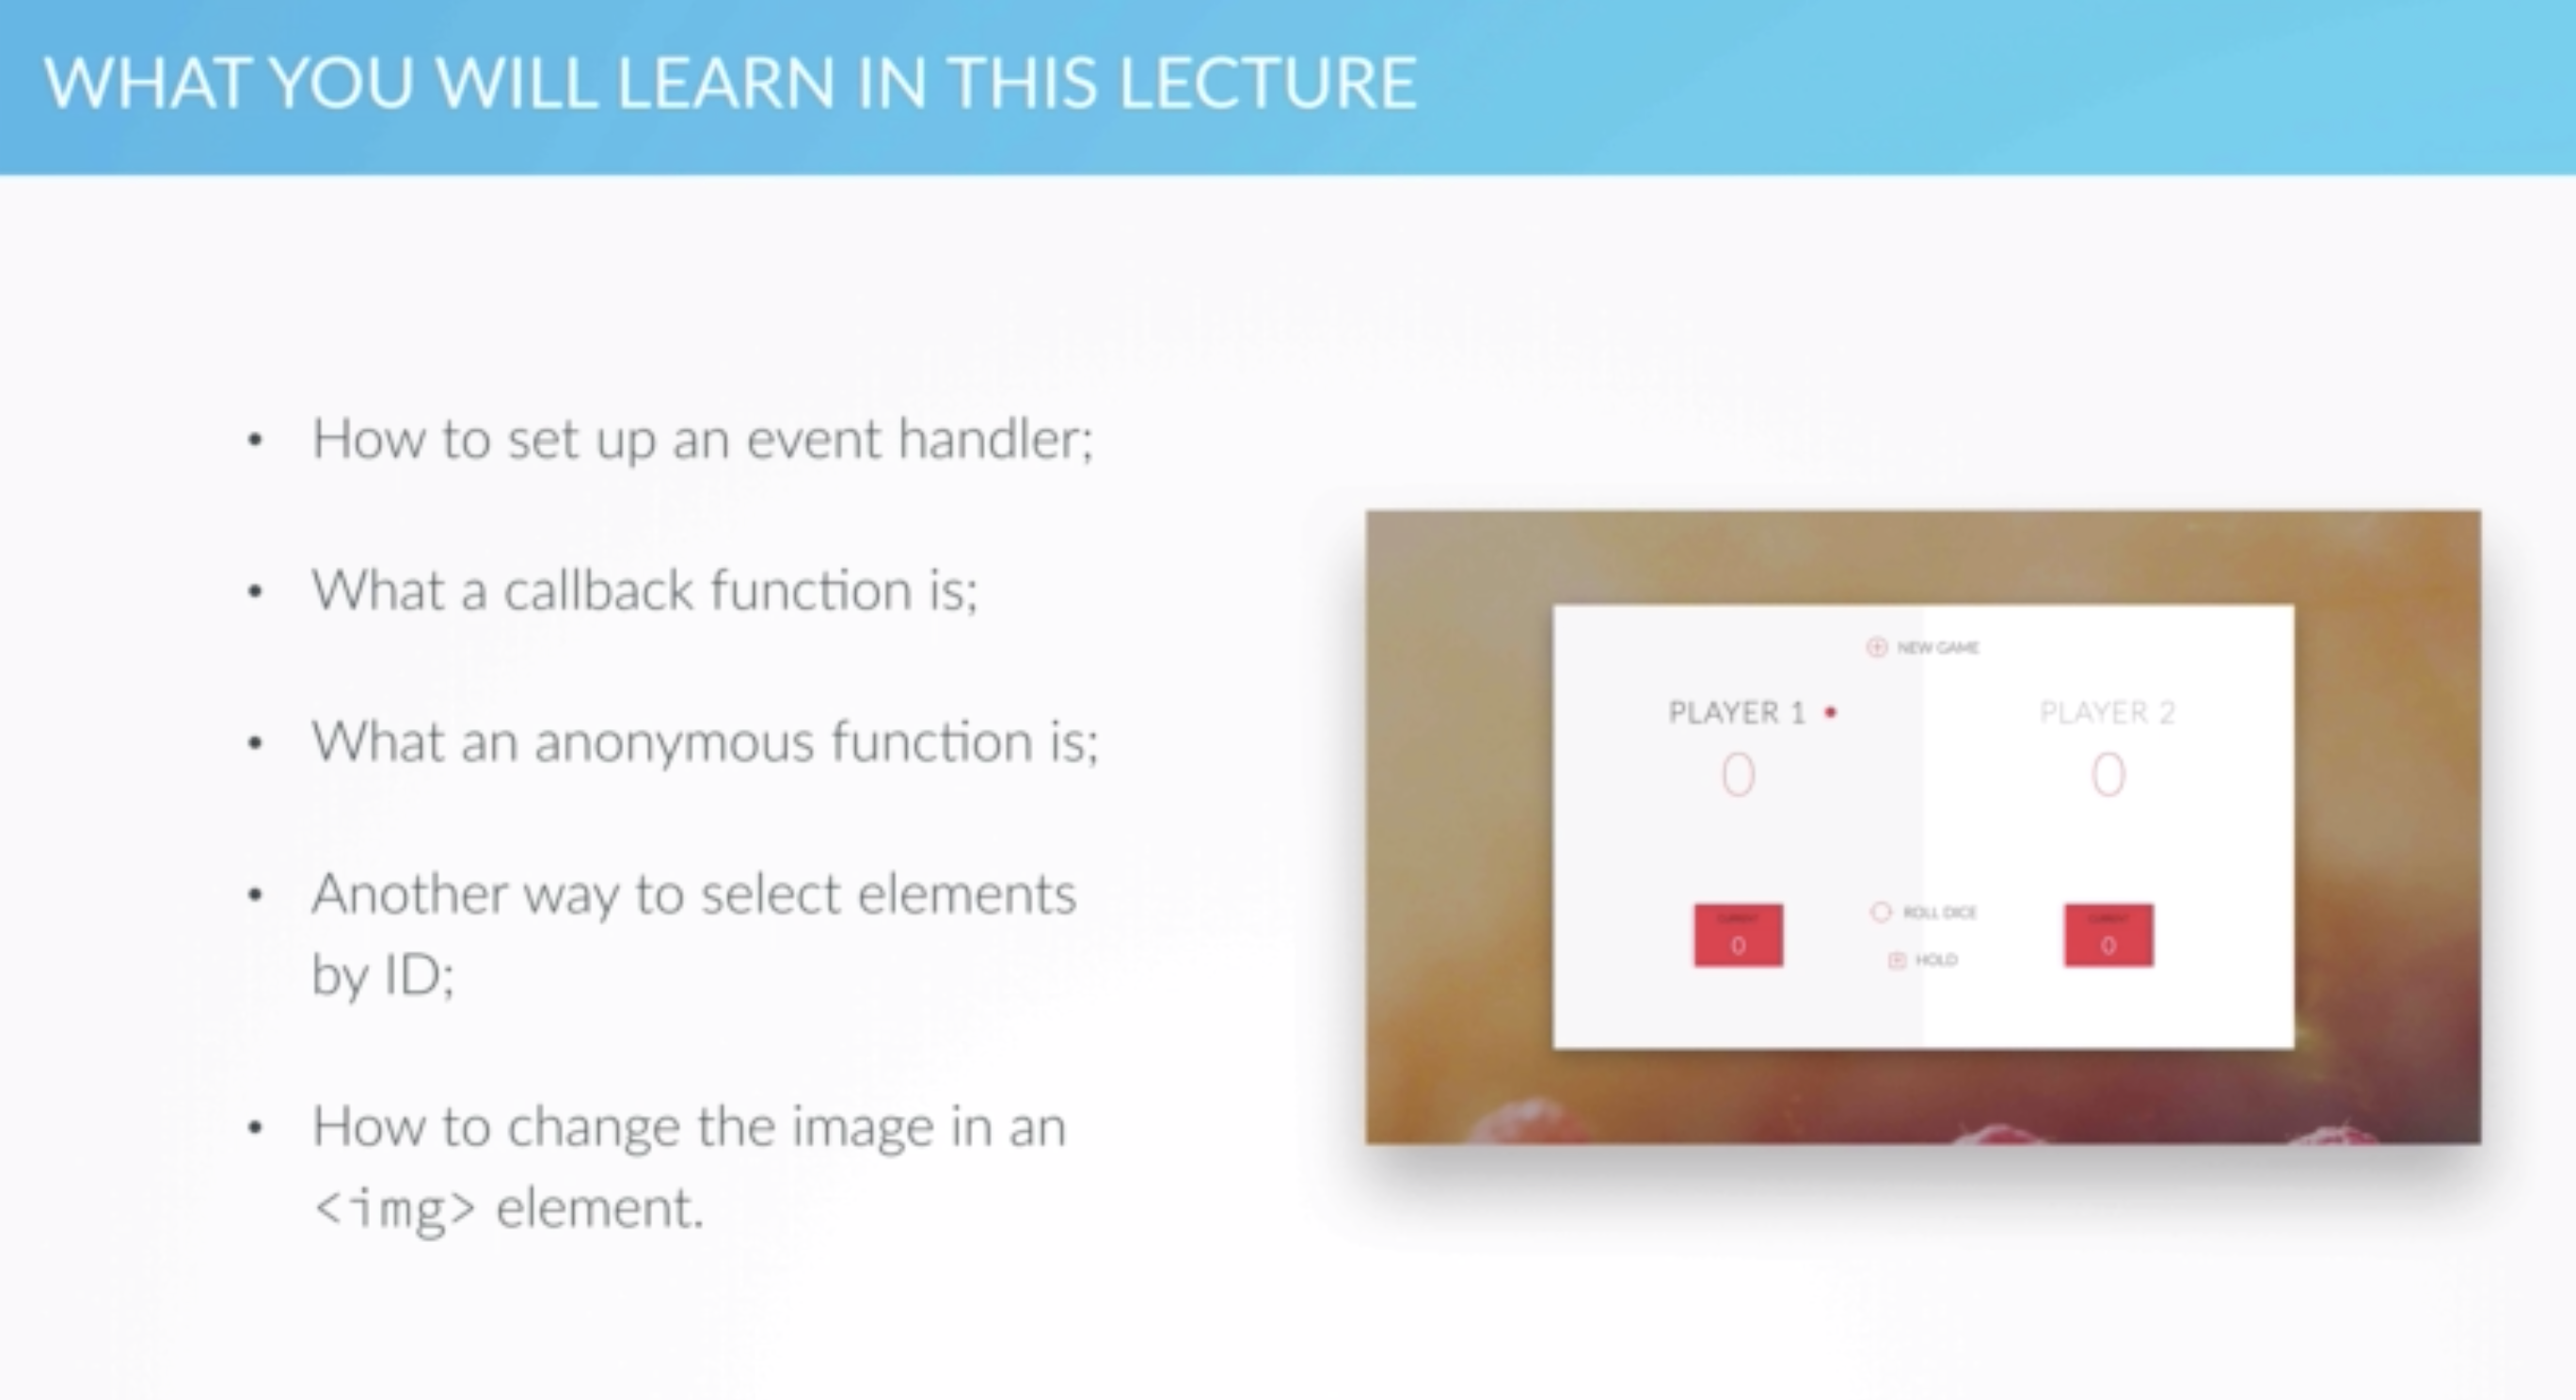 WHAT YOU WILL LEARN IN THIS LECTURE
• How to set up an event handler;
• What a callback function is;
• What an anonymous function is;
• Another way to select elements
by ID;
• How to change the image in an
<img> element.
NEW GAME
PLAYER 1
PLAYER 2
0
0
CURRENT
ROLL DICE
CURRENT
0
0
HOLD